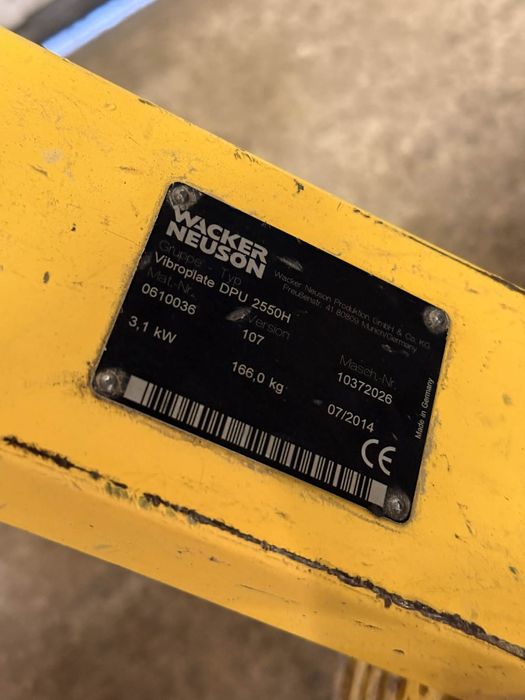 WACKER
NEUSON
Wacker Neuson Produktion GmbH & Co. KG
Preußenstr. 41 80809 Munich/Germany
Gruppe - Typ
Vibroplate DPU 2550H
Mat.-Nr. Version Masch.-Nr.
0610036 107 10372026
3,1 kW 166,0 kg 07/2014
CE
Made in Germany